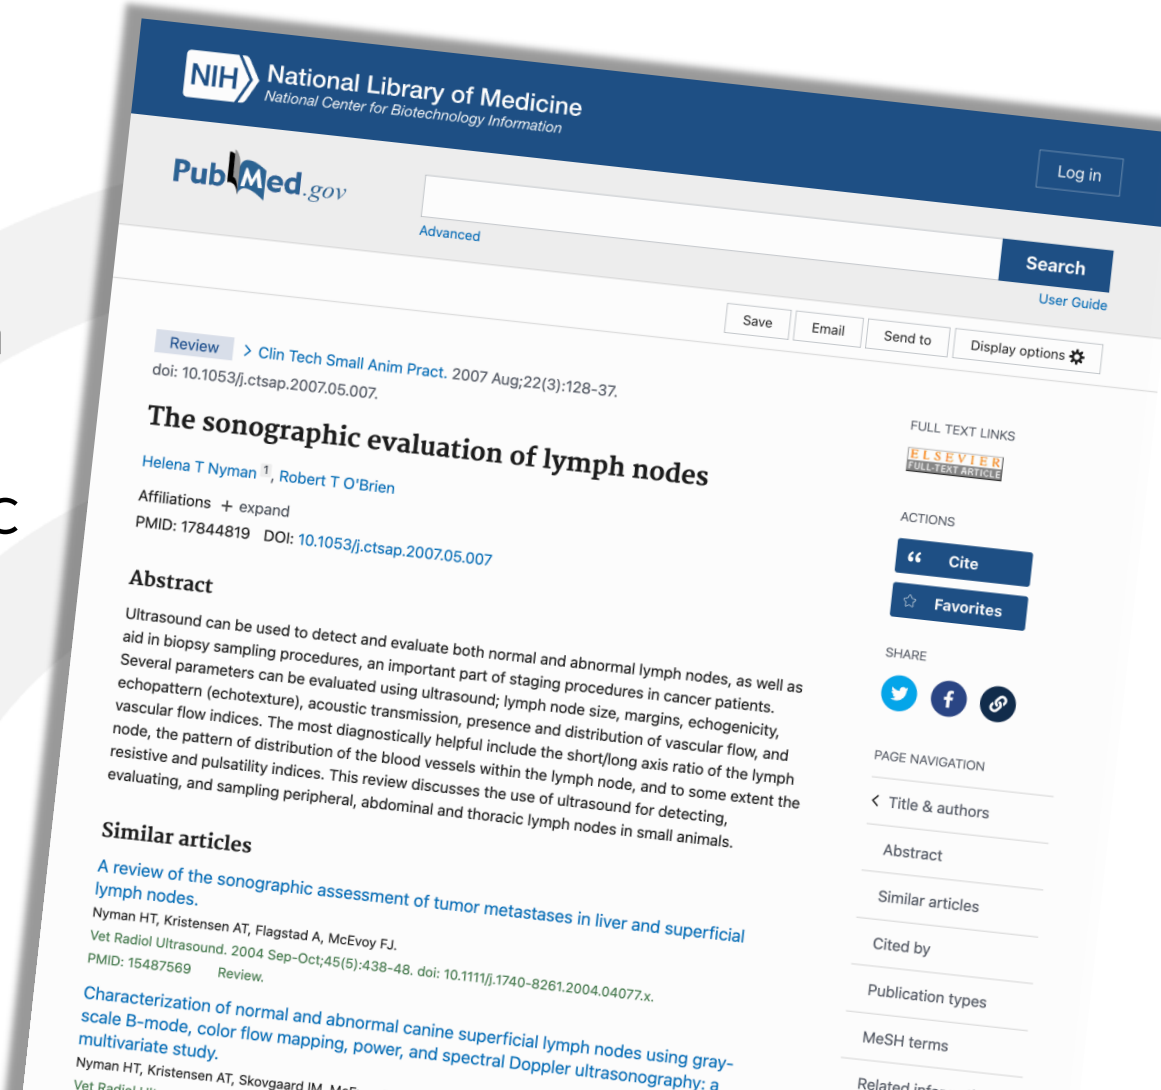 NIH National Library of Medicine
National Center for Biotechnology Information
Log in
PubMed.gov
Advanced
Search
User Guide
Save
Email
Send to
Display options
Review > Clin Tech Small Anim Pract. 2007 Aug;22(3):128-37.
doi: 10.1053/j.ctsap.2007.05.007.
The sonographic evaluation of lymph nodes
Helena T Nyman 1, Robert T O'Brien
Affiliations + expand
PMID: 17844819 DOI: 10.1053/j.ctsap.2007.05.007
Abstract
Ultrasound can be used to detect and evaluate both normal and abnormal lymph nodes, as well as
aid in biopsy sampling procedures, an important part of staging procedures in cancer patients.
Several parameters can be evaluated using ultrasound; lymph node size, margins, echogenicity,
echopattern (echotexture), acoustic transmission, presence and distribution of vascular flow, and
vascular flow indices. The most diagnostically helpful include the short/long axis ratio of the lymph
node, the pattern of distribution of the blood vessels within the lymph node, and to some extent the
resistive and pulsatility indices. This review discusses the use of ultrasound for detecting,
evaluating, and sampling peripheral, abdominal and thoracic lymph nodes in small animals.
Similar articles
A review of the sonographic assessment of tumor metastases in liver and superficial
lymph nodes.
Nyman HT, Kristensen AT, Flagstad A, McEvoy FJ.
Vet Radiol Ultrasound. 2004 Sep-Oct;45(5):438-48. doi: 10.1111/j.1740-8261.2004.04077.x.
PMID: 15487569 Review.
Characterization of normal and abnormal canine superficial lymph nodes using gray-
scale B-mode, color flow mapping, power, and spectral Doppler ultrasonography: a
multivariate study.
Nyman HT, Kristensen AT, Skovgaard IM,
Vet Radiol
FULL TEXT LINKS
ELSEVIER
FULL-TEXT ARTICLE
ACTIONS
Cite
Favorites
SHARE
PAGE NAVIGATION
Title & authors
Abstract
Similar articles
Cited by
Publication types
MeSH terms
Related